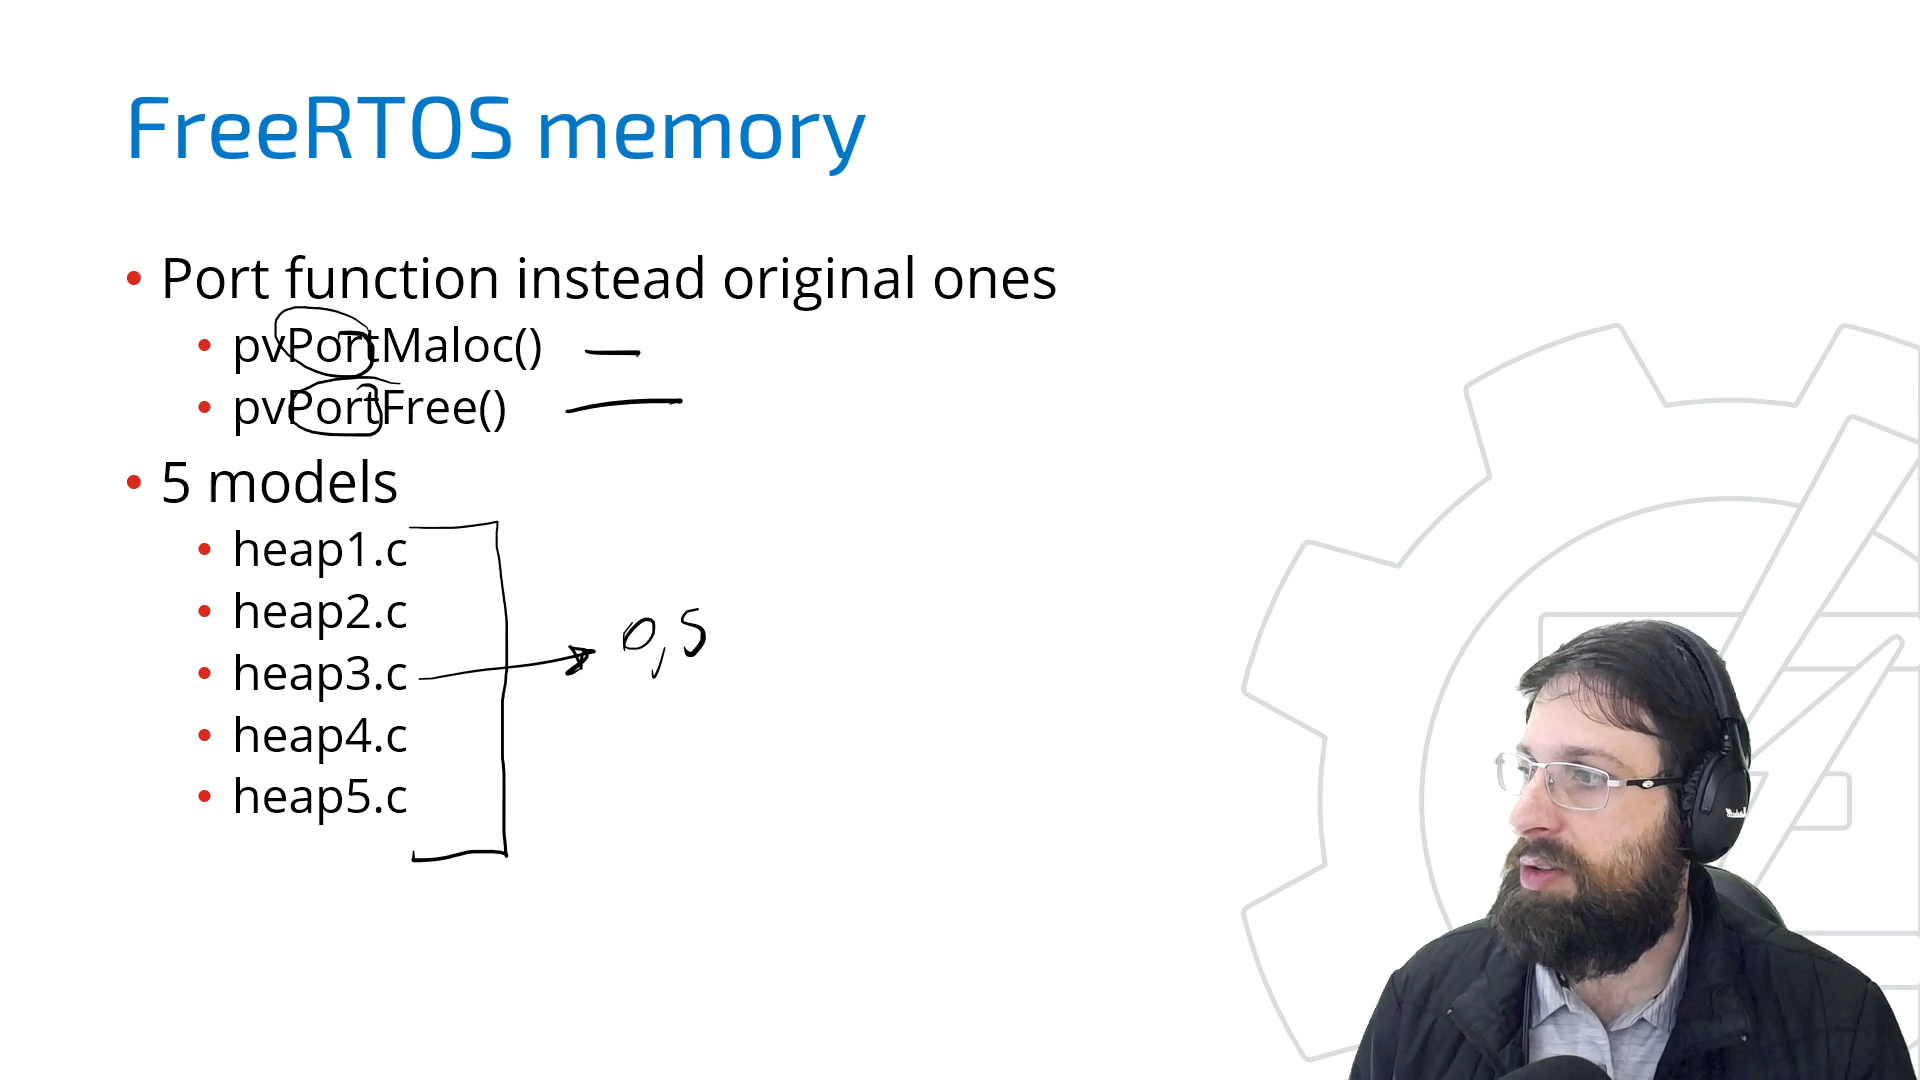 FreeRTOS memory
• Port function instead original ones
• pvPortMaloc()
• pvPortFree()
• 5 models
• heap1.c
• heap2.c
• heap3.c
0,5
• heap4.c
• heap5.c